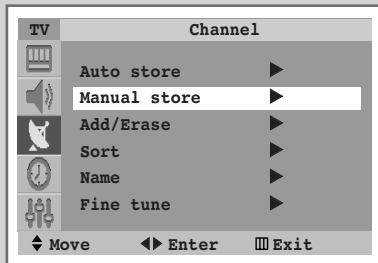 TV Channel
Auto store ▶
Manual store ▶
Add/Erase ▶
Sort ▶
Name ▶
Fine tune ▶
Move Enter Exit